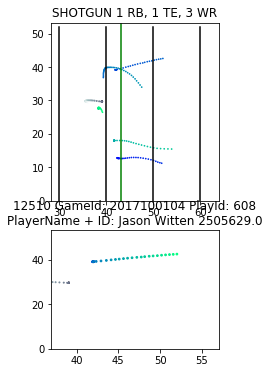 SHOTGUN 1 RB, 1 TE, 3 WR
50
40
30
20
10
0
30 40 50 60
12510 GameId: 2017100104 PlayId: 608
PlayerName + ID: Jason Witten 2505629.0
40
20
0
40 45 50 55